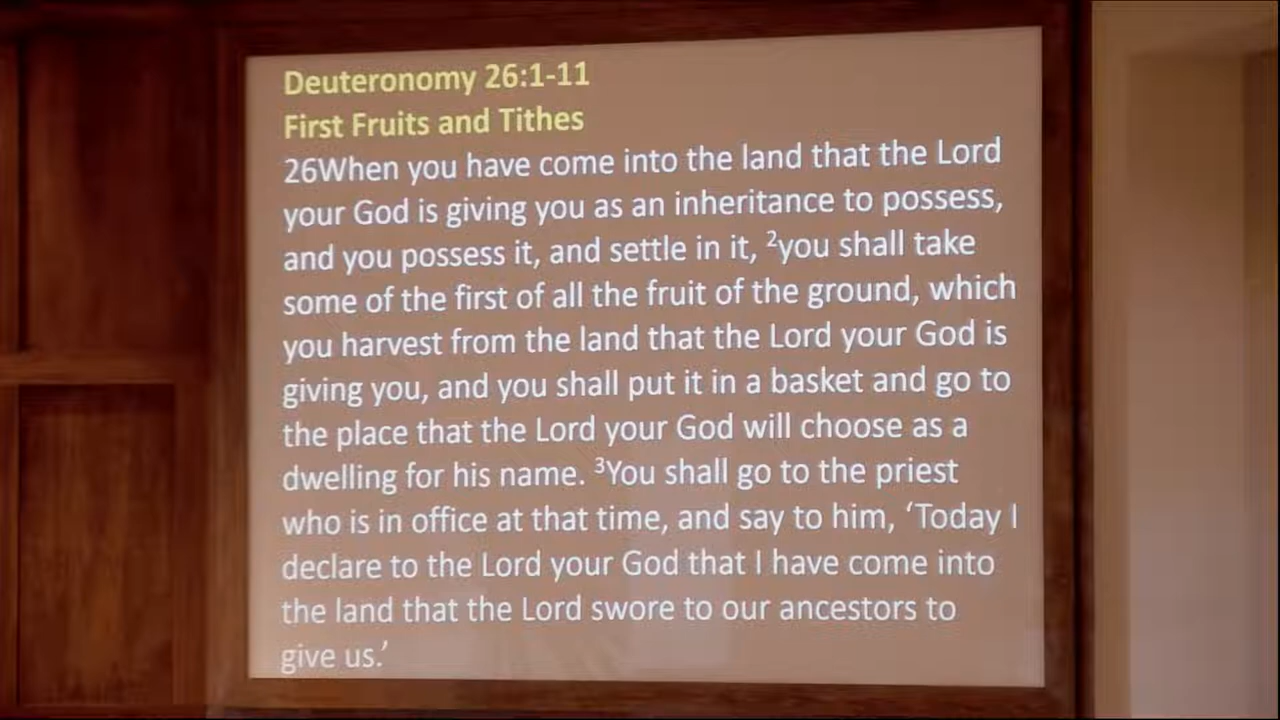 Deuteronomy 26:1-11
First Fruits and Tithes
26When you have come into the land that the Lord
your God is giving you as an inheritance to possess,
and you possess it, and settle in it, ²you shall take
some of the first of all the fruit of the ground, which
you harvest from the land that the Lord your God is
giving you, and you shall put it in a basket and go to
the place that the Lord your God will choose as a
dwelling for his name. ³You shall go to the priest
who is in office at that time, and say to him, ‘Today I
declare to the Lord your God that I have come into
the land that the Lord swore to our ancestors to
give us.’